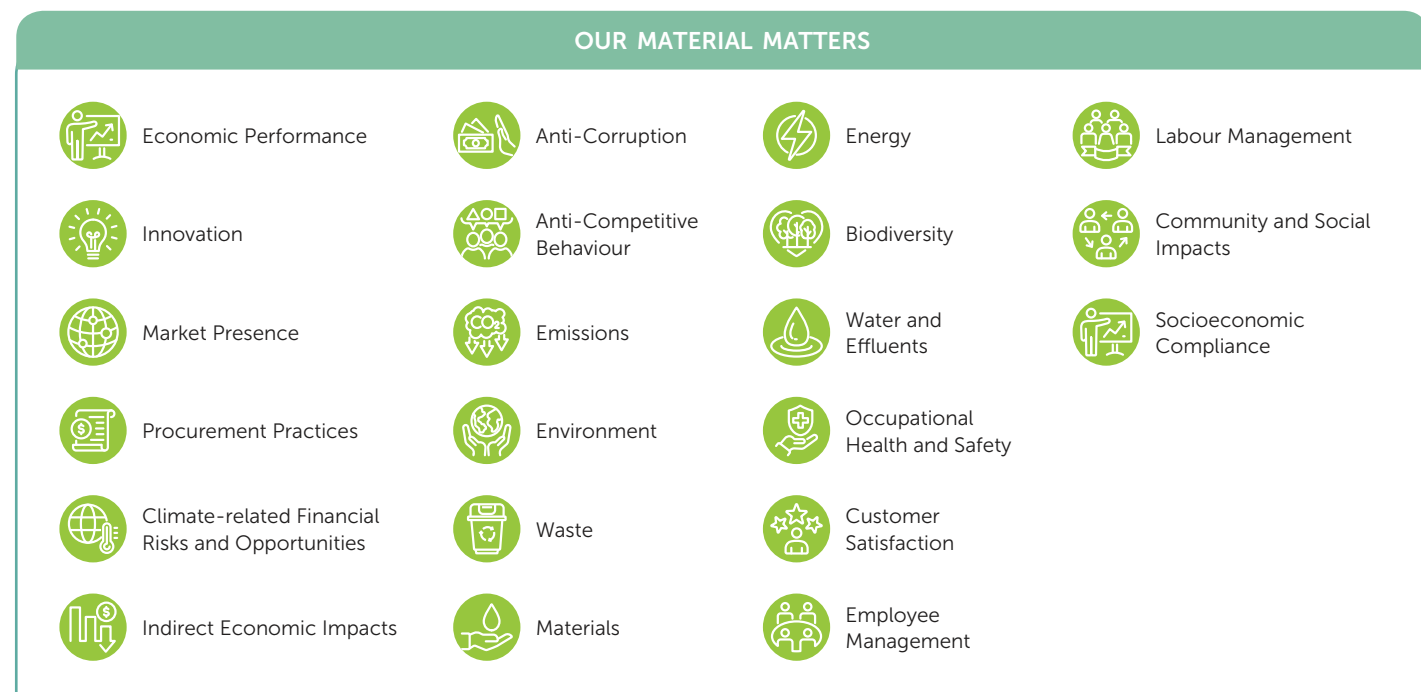 OUR MATERIAL MATTERS
Economic Performance
Innovation
Market Presence
Procurement Practices
Climate-related Financial
Risks and Opportunities
Indirect Economic Impacts
Anti-Corruption
Anti-Competitive
Behaviour
CO2
Emissions
Environment
Waste
Materials
Energy
Biodiversity
Water and
Effluents
Occupational
Health and Safety
Customer
Satisfaction
Employee
Management
Labour Management
Community and Social
Impacts
Socioeconomic
Compliance